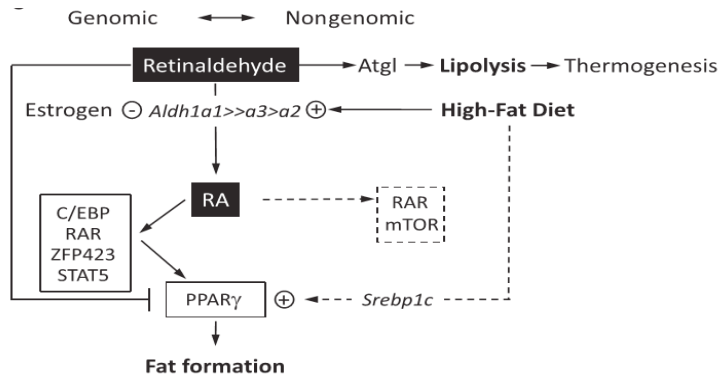 Genomic Nongenomic
Retinaldehyde Atgl Lipolysis Thermogenesis
Estrogen - Aldh1a1>>a3>a2 + High-Fat Diet
RA
RAR
mTOR
C/EBP
RAR
ZFP423
STAT5
PPARγ + Srebp1c
Fat formation